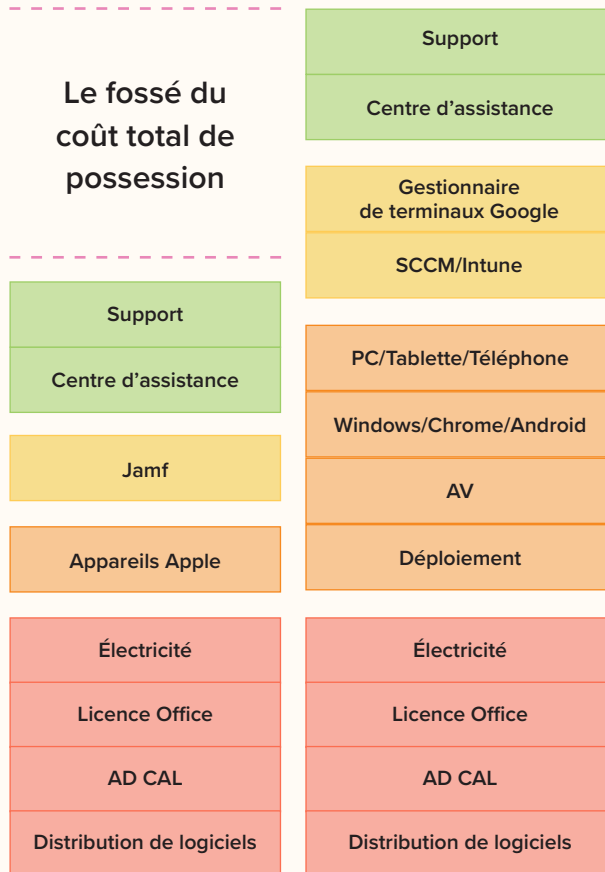 Le fossé du
coût total de
possession
Support
Centre d'assistance
Jamf
Appareils Apple
Électricité
Licence Office
AD CAL
Distribution de logiciels
Support
Centre d'assistance
Gestionnaire
de terminaux Google
SCCM/Intune
PC/Tablette/Téléphone
Windows/Chrome/Android
AV
Déploiement
Électricité
Licence Office
AD CAL
Distribution de logiciels